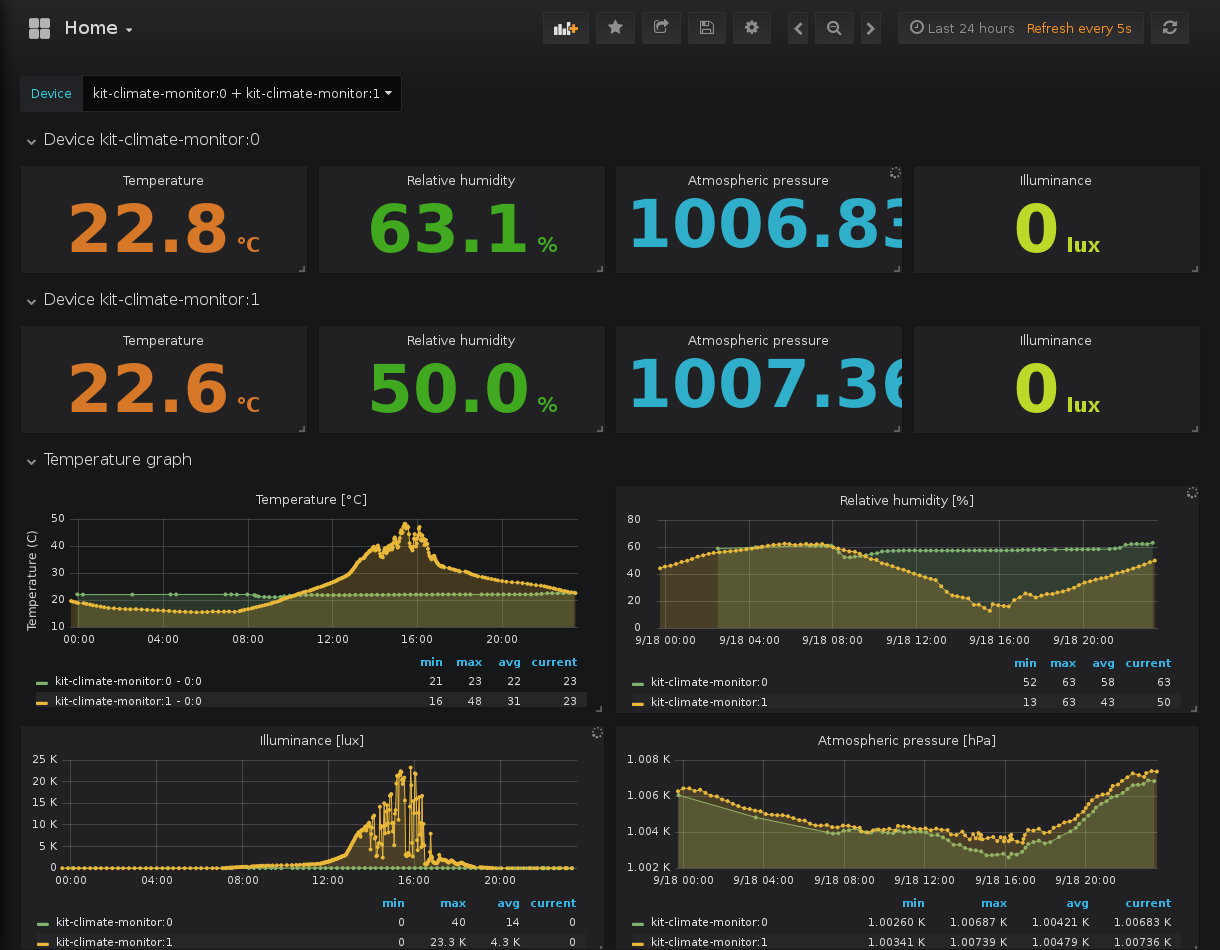 Home
Last 24 hours Refresh every 5s
Device kit-climate-monitor:0 + kit-climate-monitor:1
Device kit-climate-monitor:0
Temperature Relative humidity Atmospheric pressure Illuminance
22.8 °C 63.1 % 1006.83 0 lux
Device kit-climate-monitor:1
Temperature Relative humidity Atmospheric pressure Illuminance
22.6 °C 50.0 % 1007.36 0 lux
Temperature graph
Temperature [°C]
Temperature (C)
50
40
30
20
10
00:00 04:00 08:00 12:00 16:00 20:00
min max avg current
kit-climate-monitor:0 - 0:0 21 23 22 23
kit-climate-monitor:1 - 0:0 16 48 31 23
Relative humidity [%]
80
60
40
20
0
9/18 00:00 9/18 04:00 9/18 08:00 9/18 12:00 9/18 16:00 9/18 20:00
min max avg current
kit-climate-monitor:0 52 63 58 63
kit-climate-monitor:1 13 63 43 50
Illuminance [lux]
25 K
20 K
15 K
10 K
5 K
0
00:00 04:00 08:00 12:00 16:00 20:00
min max avg current
kit-climate-monitor:0 0 40 14 0
kit-climate-monitor:1 0 23.3 K 4.3 K 0
Atmospheric pressure [hPa]
1.008 K
1.006 K
1.004 K
1.002 K
9/18 00:00 9/18 04:00 9/18 08:00 9/18 12:00 9/18 16:00 9/18 20:00
min max avg current
kit-climate-monitor:0 1.00260 K 1.00687 K 1.00421 K 1.00683 K
kit-climate-monitor:1 1.00341 K 1.00739 K 1.00479 K 1.00736 K